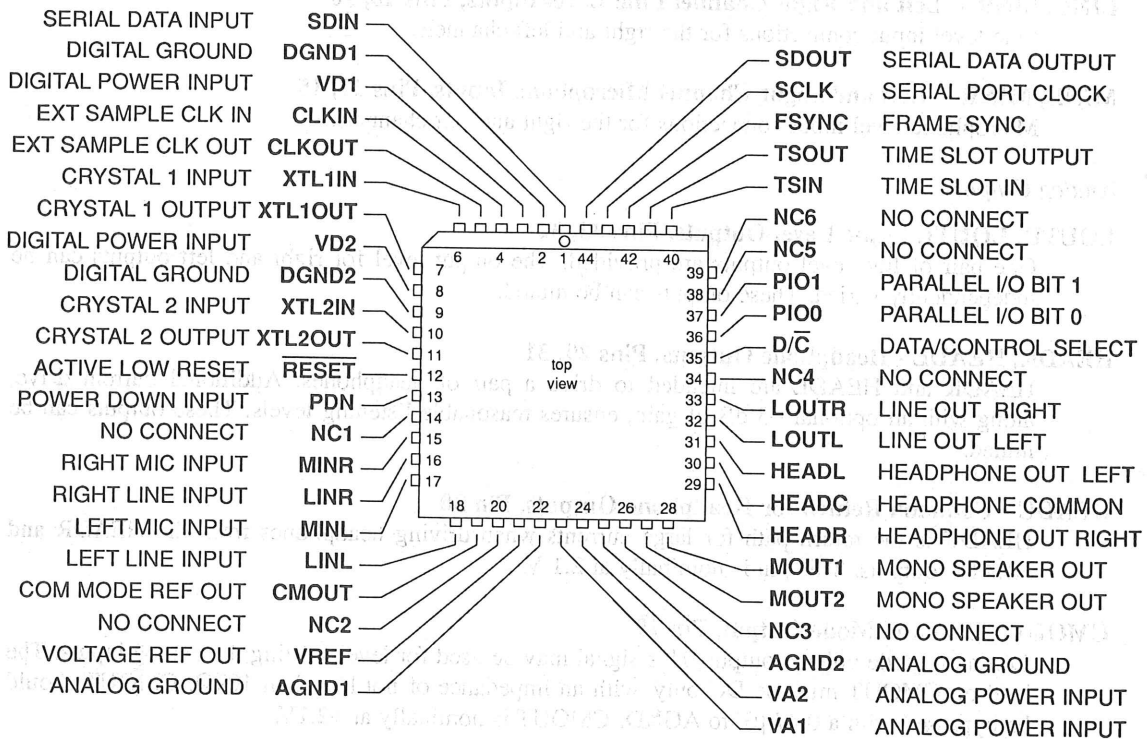 SERIAL DATA INPUT SDIN
DIGITAL GROUND DGND1
DIGITAL POWER INPUT VD1
EXT SAMPLE CLK IN CLKIN
EXT SAMPLE CLK OUT CLKOUT
CRYSTAL 1 INPUT XTL1IN
CRYSTAL 1 OUTPUT XTL1OUT
DIGITAL POWER INPUT VD2
DIGITAL GROUND DGND2
CRYSTAL 2 INPUT XTL2IN
CRYSTAL 2 OUTPUT XTL2OUT
ACTIVE LOW RESET RESET
POWER DOWN INPUT PDN
NO CONNECT NC1
RIGHT MIC INPUT MINR
RIGHT LINE INPUT LINR
LEFT MIC INPUT MINL
LEFT LINE INPUT LINL
COM MODE REF OUT CMOUT
NO CONNECT NC2
VOLTAGE REF OUT VREF
ANALOG GROUND AGND1
6 4 2 44 42 40
7
8
9
10
11
12
13
14
15
16
17
top
view
39
38
37
36
35
34
33
32
31
30
29
18 20 22 24 26 28
SDOUT SERIAL DATA OUTPUT
SCLK SERIAL PORT CLOCK
FSYNC FRAME SYNC
TSOUT TIME SLOT OUTPUT
TSIN TIME SLOT IN
NC6 NO CONNECT
NC5 NO CONNECT
PIO1 PARALLEL I/O BIT 1
PIO0 PARALLEL I/O BIT 0
D/C̅ DATA/CONTROL SELECT
NC4 NO CONNECT
LOUTR LINE OUT RIGHT
LOUTL LINE OUT LEFT
HEADL HEADPHONE OUT LEFT
HEADC HEADPHONE COMMON
HEADR HEADPHONE OUT RIGHT
MOUT1 MONO SPEAKER OUT
MOUT2 MONO SPEAKER OUT
NC3 NO CONNECT
AGND2 ANALOG GROUND
VA2 ANALOG POWER INPUT
VA1 ANALOG POWER INPUT